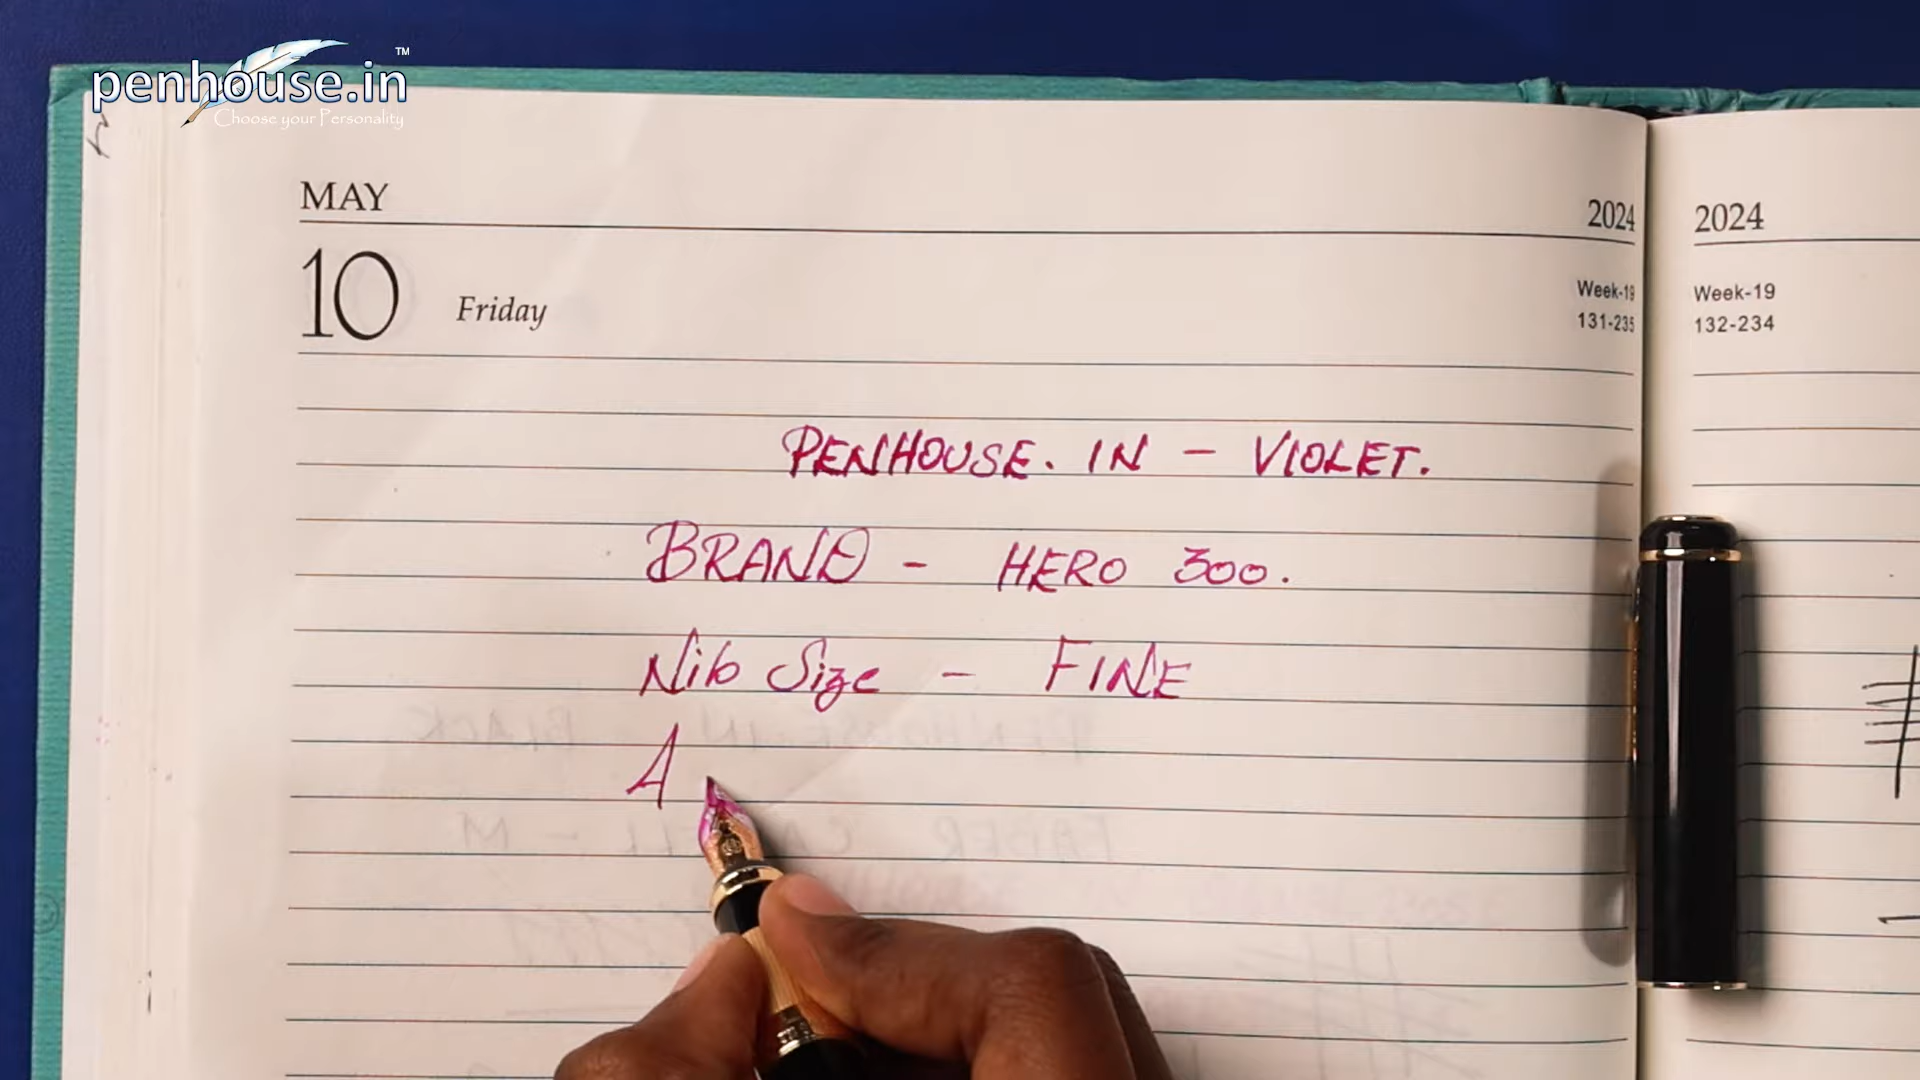 penhouse.in™
Choose your Personality
MAY
2024
10 Friday
Week-19
131-235
PENHOUSE. IN - VIOLET.
BRAND - HERO 300.
Nib Size - FINE
A
2024
Week-19
132-234